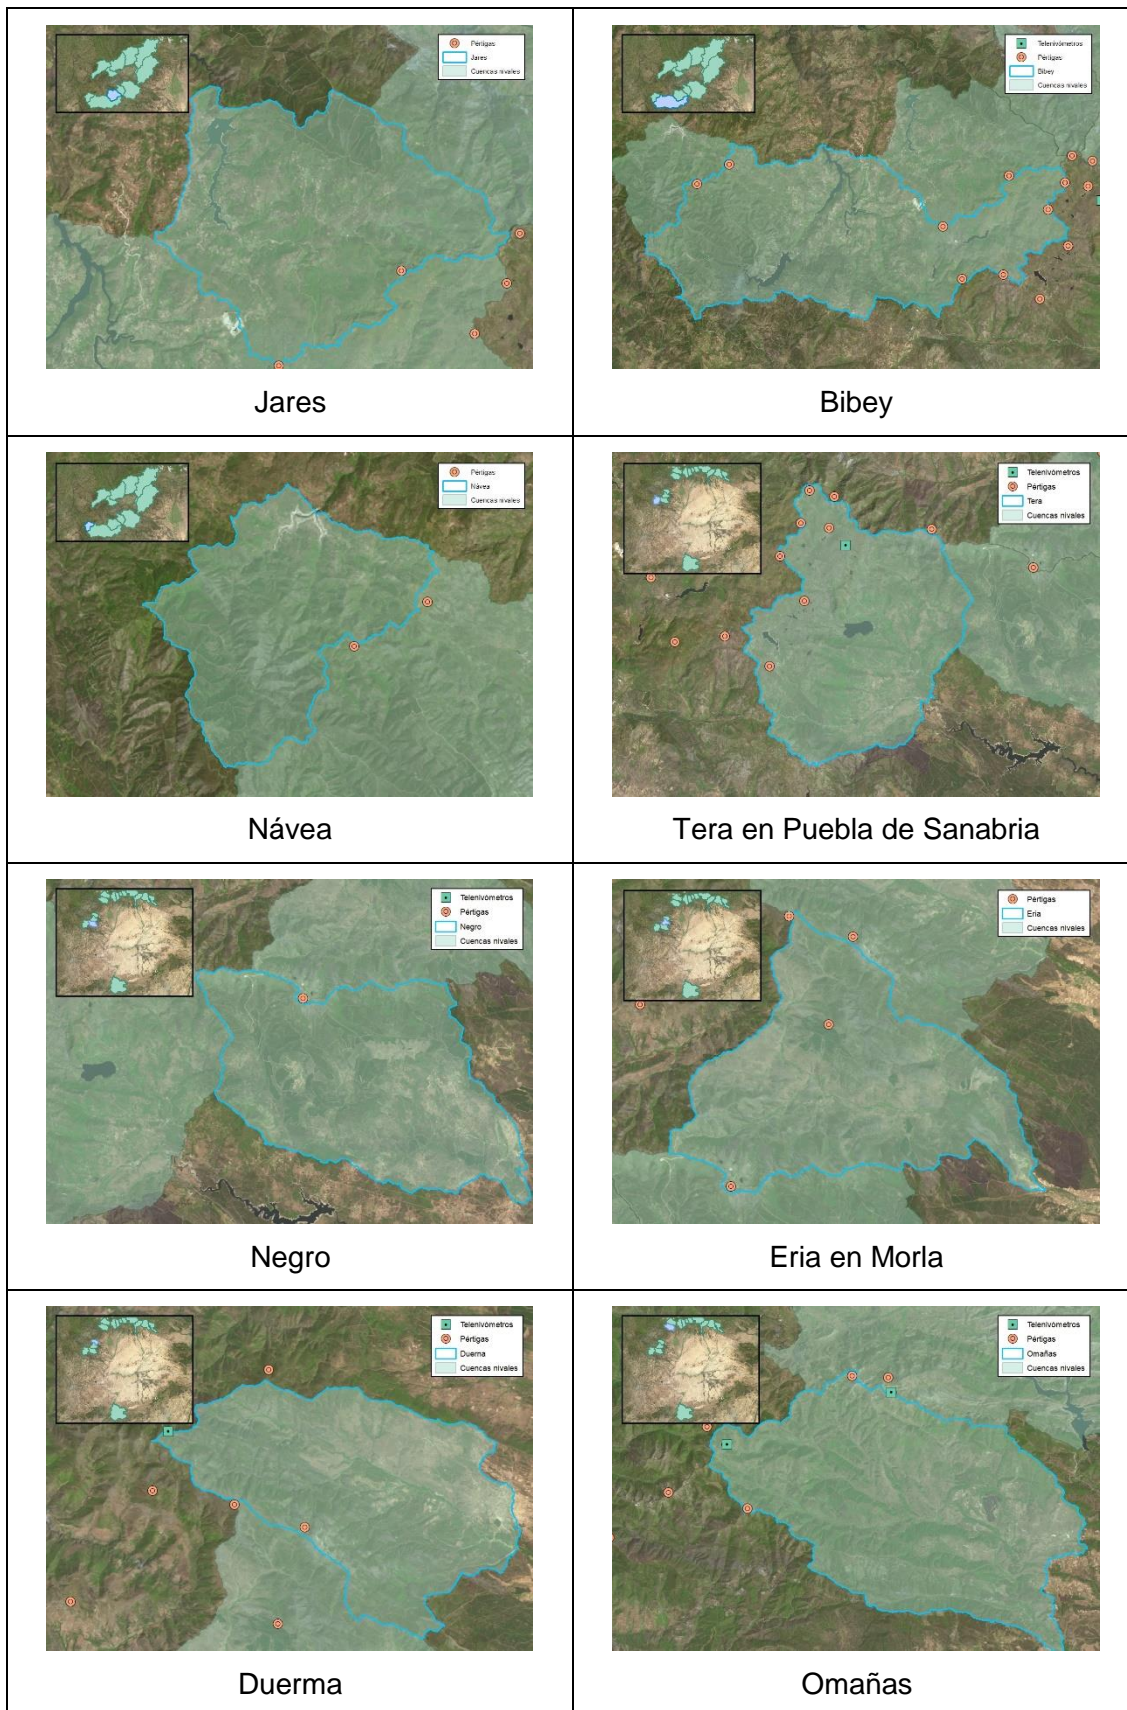 Pértigas
Jares
Cuencas nivales
Jares
Telenivómetros
Pértigas
Bibey
Cuencas nivales
Bibey
Pértigas
Návea
Cuencas nivales
Návea
Telenivómetros
Pértigas
Tera
Cuencas nivales
Tera en Puebla de Sanabria
Telenivómetros
Pértigas
Negro
Cuencas nivales
Negro
Pértigas
Eria
Cuencas nivales
Eria en Morla
Telenivómetros
Pértigas
Duerna
Cuencas nivales
Duerma
Telenivómetros
Pértigas
Omañas
Cuencas nivales
Omañas